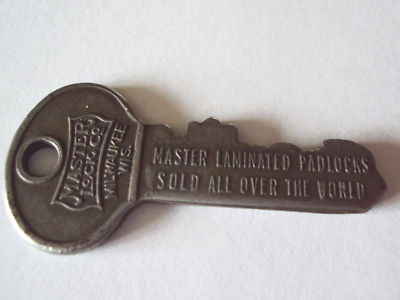 MASTER
LOCK CO.
MILWAUKEE
WIS.
MASTER LAMINATED PADLOCKS
SOLD ALL OVER THE WORLD